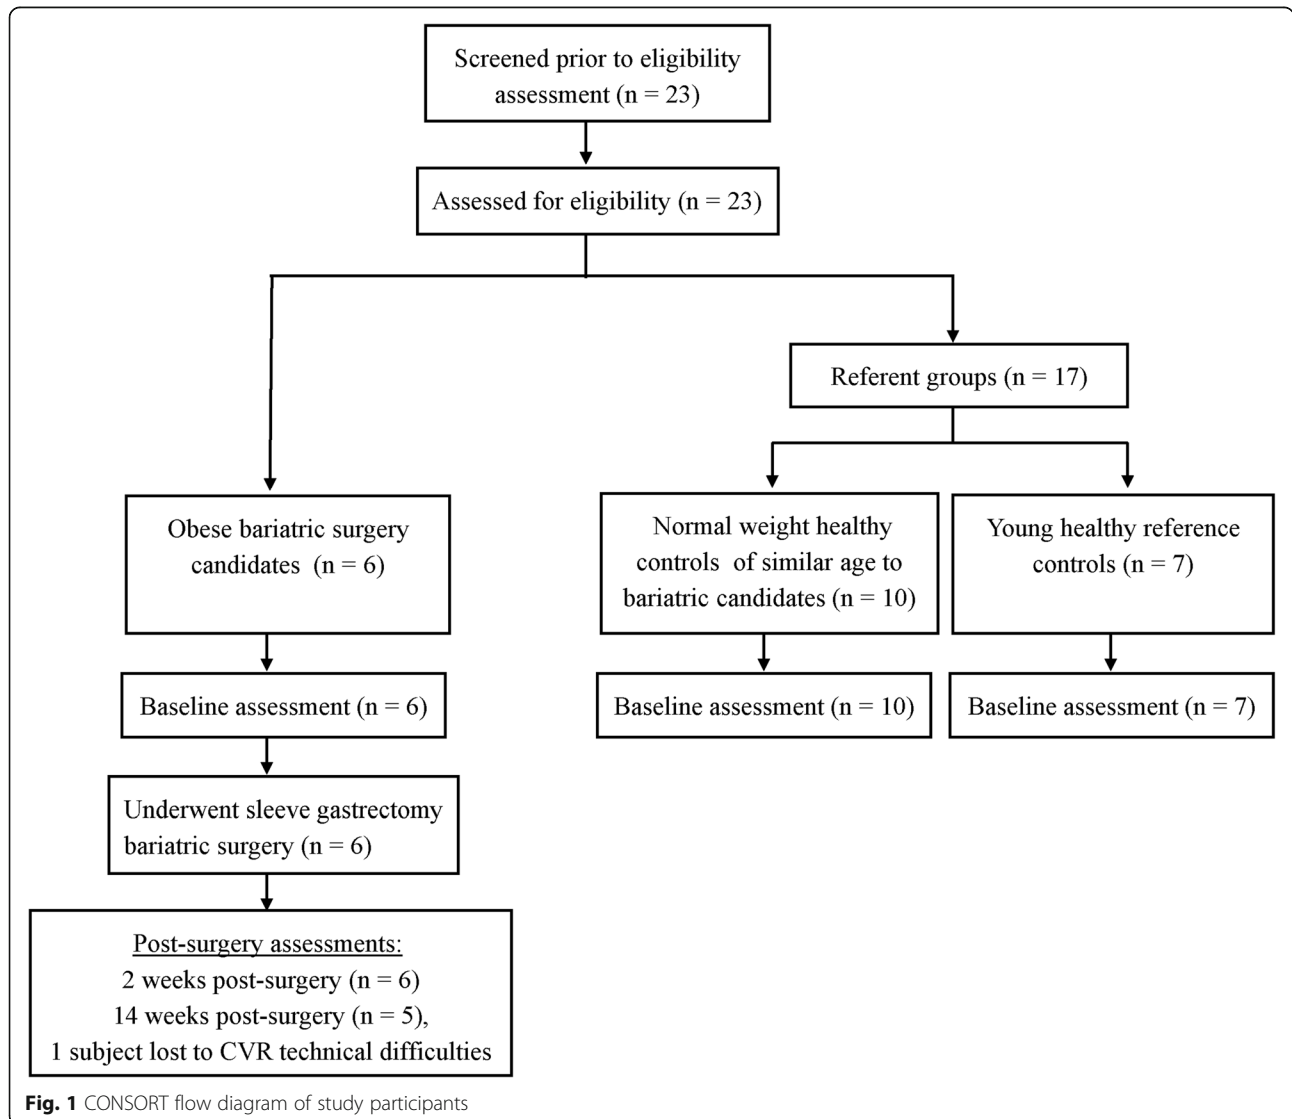 Screened prior to eligibility
assessment (n = 23)
Assessed for eligibility (n = 23)
Referent groups (n = 17)
Obese bariatric surgery
candidates (n = 6)
Normal weight healthy
controls of similar age to
bariatric candidates (n = 10)
Young healthy reference
controls (n = 7)
Baseline assessment (n = 6)
Baseline assessment (n = 10)
Baseline assessment (n = 7)
Underwent sleeve gastrectomy
bariatric surgery (n = 6)
Post-surgery assessments:
2 weeks post-surgery (n = 6)
14 weeks post-surgery (n = 5),
1 subject lost to CVR technical difficulties
Fig. 1 CONSORT flow diagram of study participants